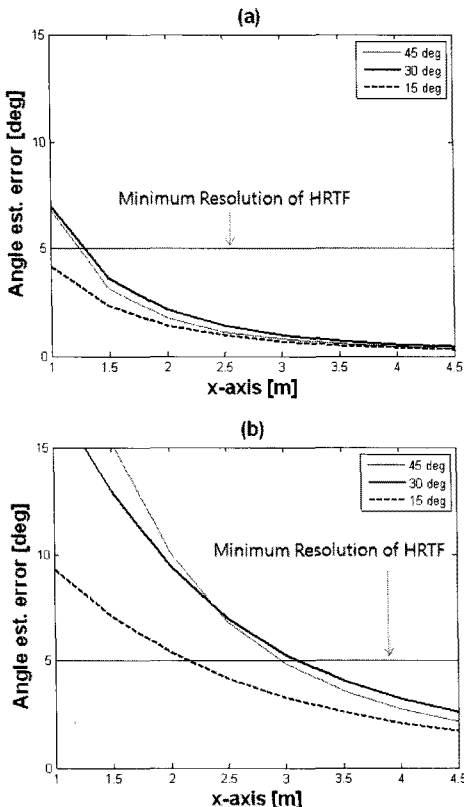 (a)
15
10
5
0
Angle est. error [deg]
45 deg
30 deg
15 deg
Minimum Resolution of HRTF
1 1.5 2 2.5 3 3.5 4 4.5
x-axis [m]
(b)
15
10
5
0
Angle est. error [deg]
45 deg
30 deg
15 deg
Minimum Resolution of HRTF
1 1.5 2 2.5 3 3.5 4 4.5
x-axis [m]